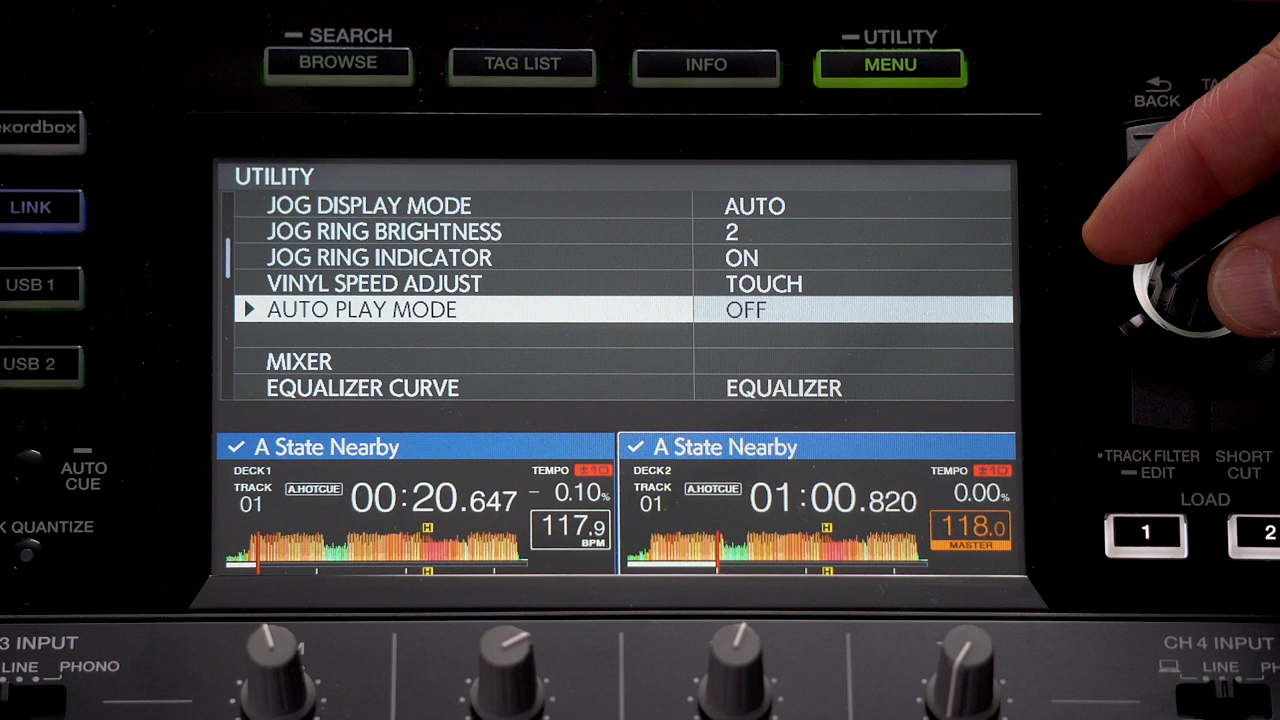 SEARCH
UTILITY
BROWSE
TAG LIST
INFO
MENU
BACK
LINK
USB 1
USB 2
UTILITY
JOG DISPLAY MODE AUTO
JOG RING BRIGHTNESS 2
JOG RING INDICATOR ON
VINYL SPEED ADJUST TOUCH
AUTO PLAY MODE OFF
MIXER
EQUALIZER CURVE EQUALIZER
A State Nearby
DECK1
TEMPO ±10
TRACK
01
A.HOTCUE
00:20.647
- 0.10%
117.9
BPM
H
H
A State Nearby
DECK2
TEMPO ±10
TRACK
01
A.HOTCUE
01:00.820
0.00%
118.0
MASTER
H
H
AUTO
CUE
QUANTIZE
TRACK FILTER
EDIT
SHORT
CUT
LOAD
1
2
3 INPUT
LINE PHONO
CH 4 INPUT
LINE